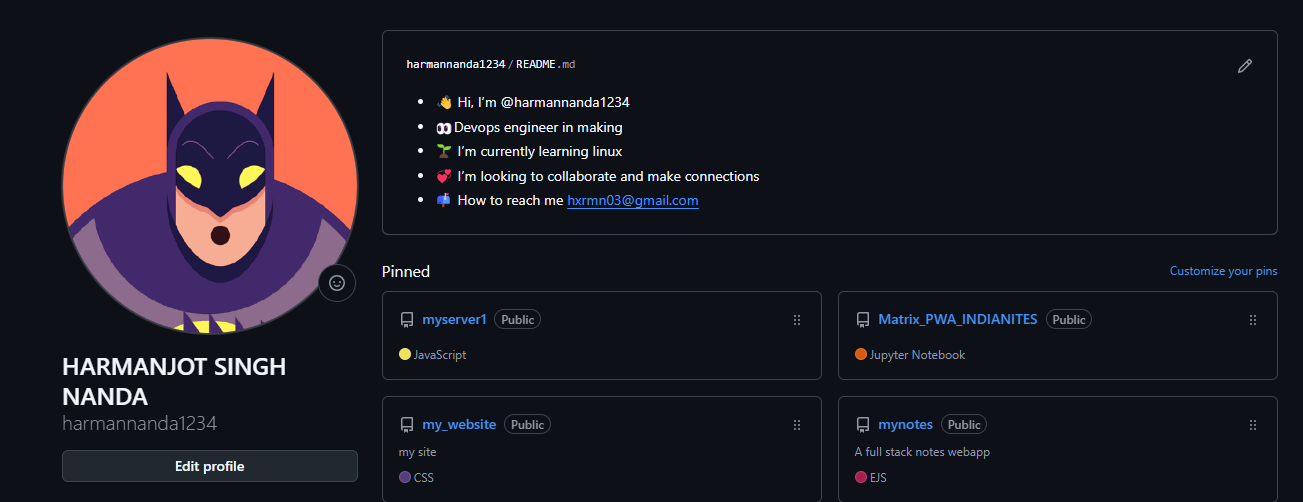 harmannanda1234/README.md
👋 Hi, I’m @harmannanda1234
👀 Devops engineer in making
🌱 I’m currently learning linux
💞️ I’m looking to collaborate and make connections
📫 How to reach me hxrmn03@gmail.com
Pinned
Customize your pins
myserver1 Public
JavaScript
Matrix_PWA_INDIANITES Public
Jupyter Notebook
my_website Public
my site
CSS
mynotes Public
A full stack notes webapp
EJS
HARMANJOT SINGH
NANDA
harmannanda1234
Edit profile